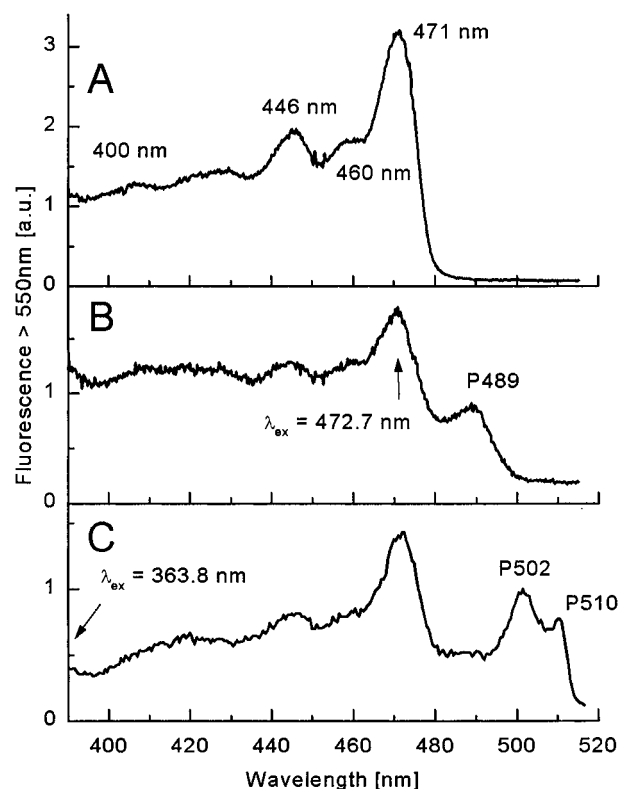 3
A
471 nm
446 nm
2
400 nm
460 nm
1
0
B
P489
1
λex = 472.7 nm
0
C
λex = 363.8 nm
P502
P510
1
0
400 420 440 460 480 500 520
Wavelength [nm]
Fluorescence > 550nm [a.u.]